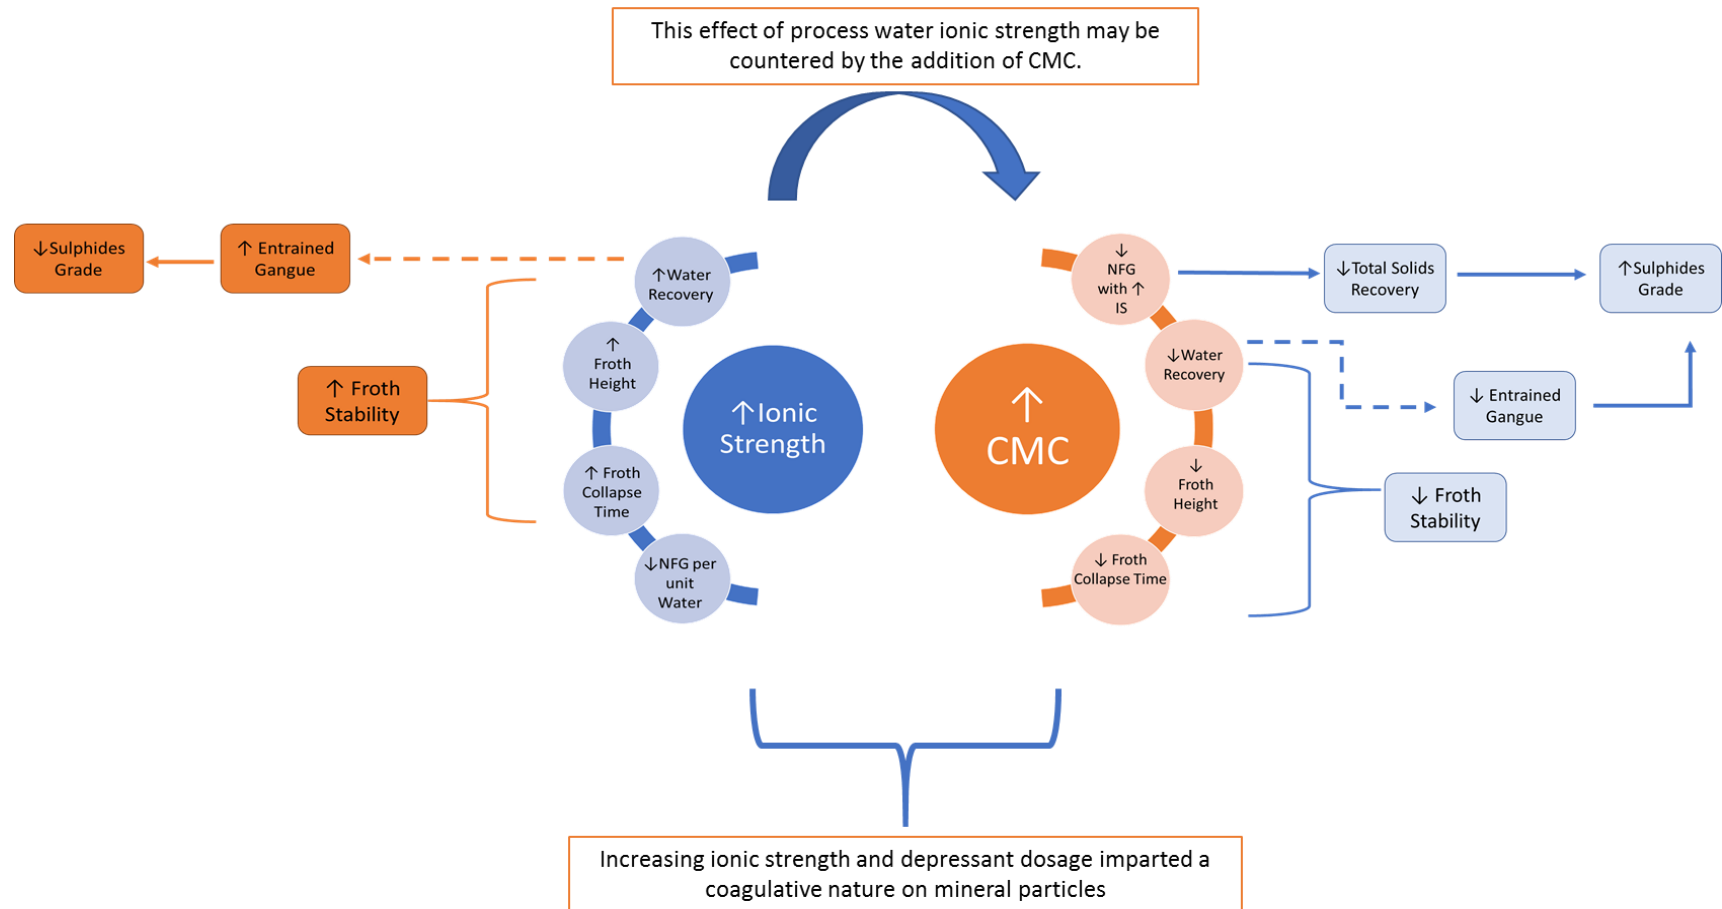 This effect of process water ionic strength may be
countered by the addition of CMC.
↓Sulphides
Grade
↑ Entrained
Gangue
↑ Froth
Stability
↑Water
Recovery
↑
Froth
Height
↑ Froth
Collapse
Time
↓NFG per
unit
Water
↑Ionic
Strength
↑
CMC
↓
NFG
with ↑
IS
↓Water
Recovery
↓
Froth
Height
↓ Froth
Collapse Time
↓Total Solids
Recovery
↑Sulphides
Grade
↓ Entrained
Gangue
↓ Froth
Stability
Increasing ionic strength and depressant dosage imparted a
coagulative nature on mineral particles